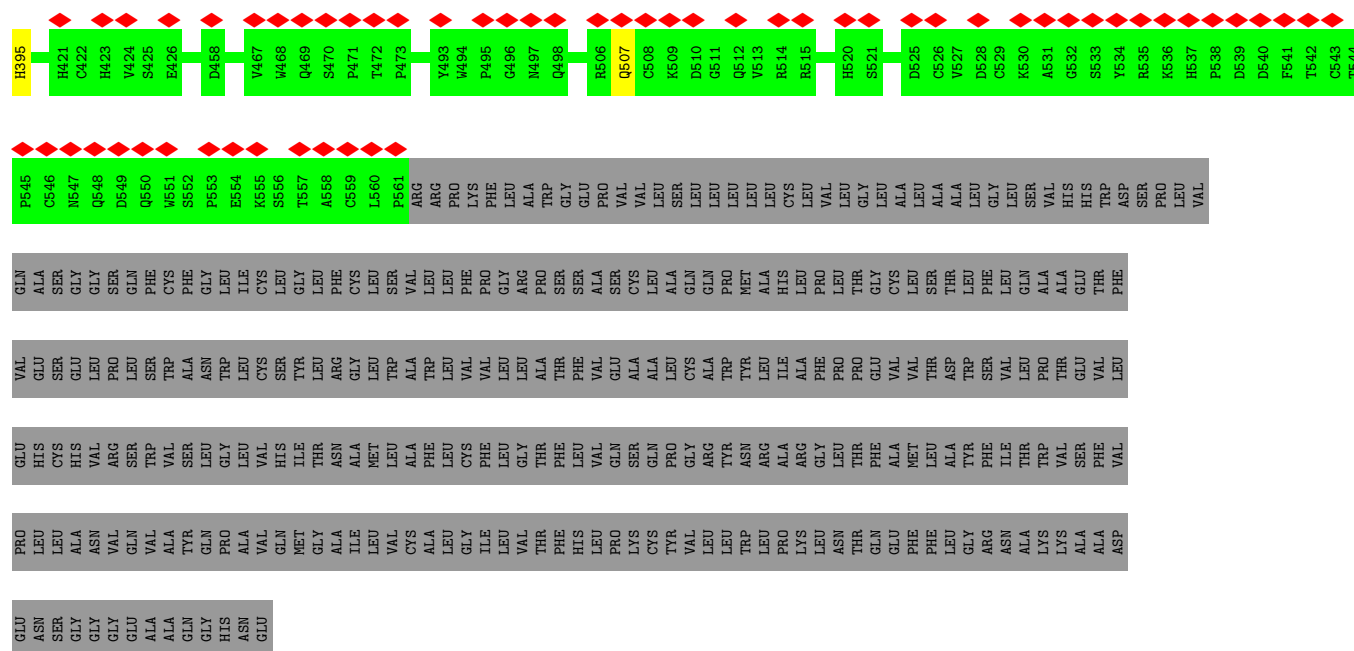 H395 H421 C422 H423 V424 S425 E426 D458 V467 W468 Q469 S470 P471 T472 P473 Y493 W494 P495 G496 N497 Q498 R506 Q507 C508 K509 D510 G511 Q512 V513 R514 R515 H520 S521 D525 C526 V527 D528 C529 K530 A531 G532 S533 Y534 R535 K536 H537 P538 D539 D540 F541 T542 C543 T544
P545 C546 N547 Q548 D549 Q550 W551 S552 P553 E554 K555 S556 T557 A558 C559 L560 P561 ARG ARG PRO LYS PHE LEU ALA TRP GLY GLU PRO VAL VAL LEU SER LEU LEU LEU LEU LEU CYS LEU VAL LEU GLY LEU ALA LEU ALA ALA LEU GLY LEU SER VAL HIS HIS TRP ASP SER PRO LEU VAL
GLN ALA SER GLY GLY SER GLN PHE CYS PHE GLY LEU ILE CYS LEU GLY LEU PHE CYS LEU SER VAL LEU LEU PHE PRO GLY ARG PRO SER SER ALA SER CYS LEU ALA GLN GLN PRO MET ALA HIS LEU PRO LEU THR GLY CYS LEU SER THR LEU PHE LEU GLN ALA ALA GLU THR PHE
VAL GLU SER GLU LEU PRO LEU SER TRP ALA ASN TRP LEU CYS SER TYR LEU ARG GLY LEU TRP ALA TRP LEU VAL VAL LEU LEU ALA THR PHE VAL GLU ALA ALA LEU CYS ALA TRP TYR LEU ILE ALA PHE PRO PRO GLU VAL VAL THR ASP TRP SER VAL LEU PRO THR GLU VAL LEU
GLU HIS CYS HIS VAL ARG SER TRP VAL SER LEU GLY LEU VAL HIS ILE THR ASN ALA MET LEU ALA PHE LEU CYS PHE LEU GLY THR PHE LEU VAL GLN SER GLN PRO GLY ARG TYR ASN ARG ALA ARG GLY LEU THR PHE ALA MET LEU ALA TYR PHE ILE THR TRP VAL SER PHE VAL
PRO LEU LEU ALA ASN VAL GLN VAL ALA TYR GLN PRO ALA VAL GLN MET GLY ALA ILE LEU VAL CYS ALA LEU GLY ILE LEU VAL THR PHE HIS LEU PRO LYS CYS TYR VAL LEU LEU TRP LEU PRO LYS LEU ASN THR GLN GLU PHE PHE LEU GLY ARG ASN ALA LYS LYS ALA ALA ASP
GLU ASN SER GLY GLY GLY GLU ALA ALA GLN GLY HIS ASN GLU